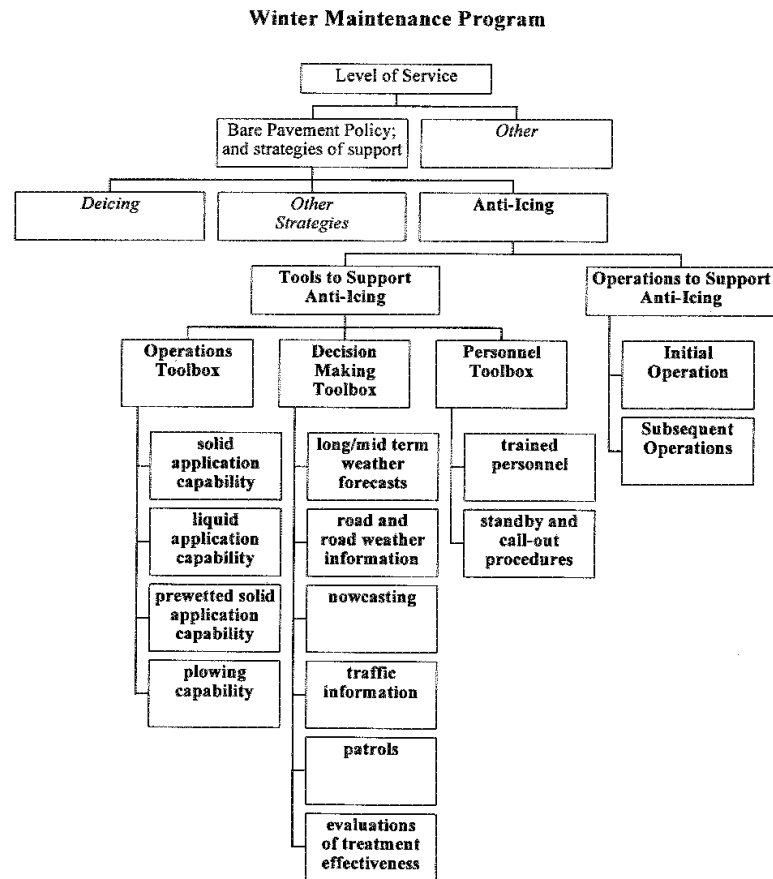 Winter Maintenance Program
Level of Service
Bare Pavement Policy;
and strategies of support
Other
Deicing
Other
Strategies
Anti-Icing
Tools to Support
Anti-Icing
Operations to Support
Anti-Icing
Operations
Toolbox
Decision
Making
Toolbox
Personnel
Toolbox
Initial
Operation
Subsequent
Operations
solid
application
capability
liquid
application
capability
prewetted solid
application
capability
plowing
capability
long/mid term
weather
forecasts
road and
road weather
information
nowcasting
traffic
information
patrols
evaluations
of treatment
effectiveness
trained
personnel
standby and
call-out
procedures